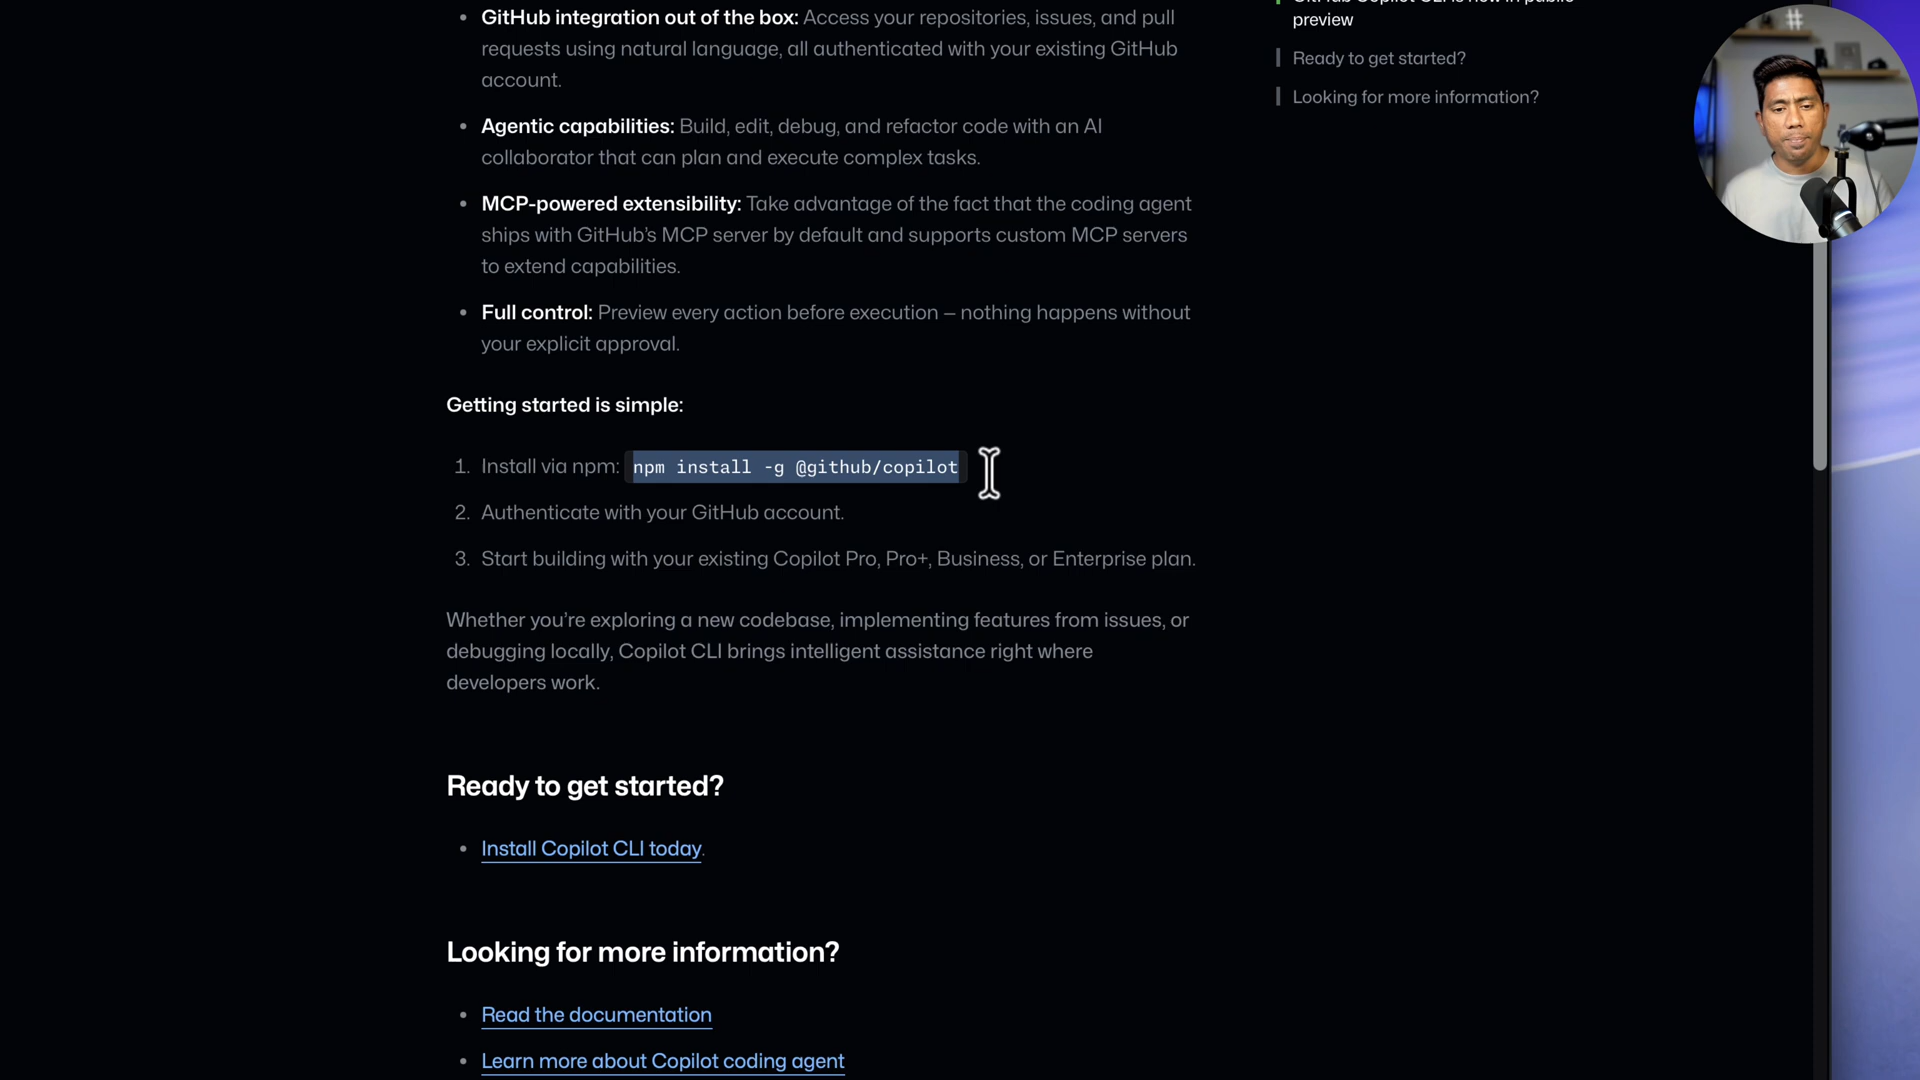 GitHub integration out of the box: Access your repositories, issues, and pull
requests using natural language, all authenticated with your existing GitHub
account.
Agentic capabilities: Build, edit, debug, and refactor code with an AI
collaborator that can plan and execute complex tasks.
MCP-powered extensibility: Take advantage of the fact that the coding agent
ships with GitHub's MCP server by default and supports custom MCP servers
to extend capabilities.
Full control: Preview every action before execution — nothing happens without
your explicit approval.
Getting started is simple:
1. Install via npm: npm install -g @github/copilot
2. Authenticate with your GitHub account.
3. Start building with your existing Copilot Pro, Pro+, Business, or Enterprise plan.
Whether you're exploring a new codebase, implementing features from issues, or
debugging locally, Copilot CLI brings intelligent assistance right where
developers work.
Ready to get started?
Install Copilot CLI today.
Looking for more information?
Read the documentation
Learn more about Copilot coding agent
GitHub Copilot CLI is now in public
preview
Ready to get started?
Looking for more information?